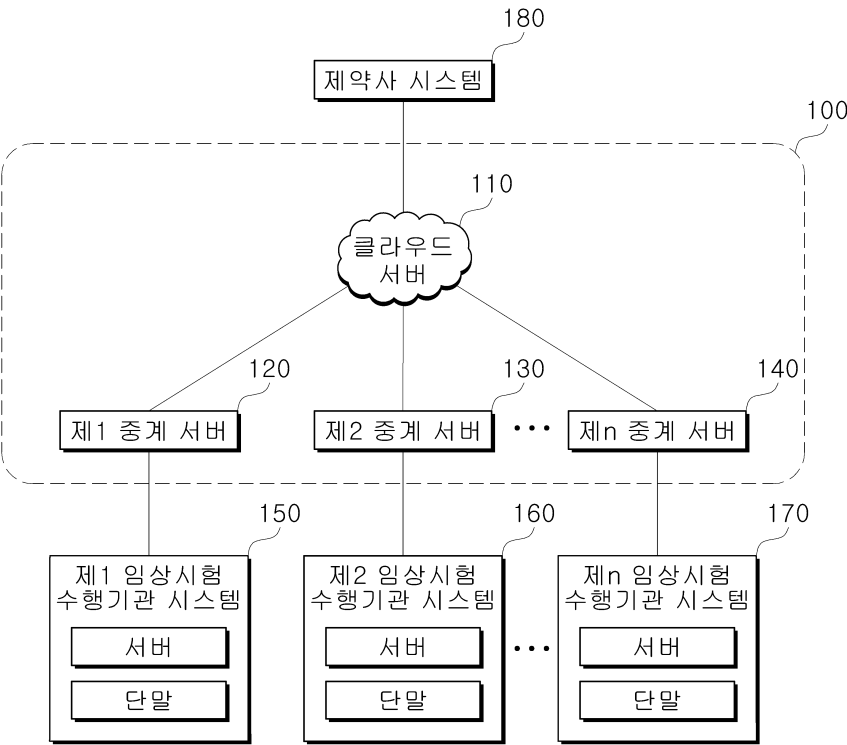 180
제약사 시스템
100
110
클라우드
서버
120
130
140
제1 중계 서버
제2 중계 서버
제n 중계 서버
150
160
170
제1 임상시험
수행기관 시스템
서버
단말
제2 임상시험
수행기관 시스템
서버
단말
제n 임상시험
수행기관 시스템
서버
단말